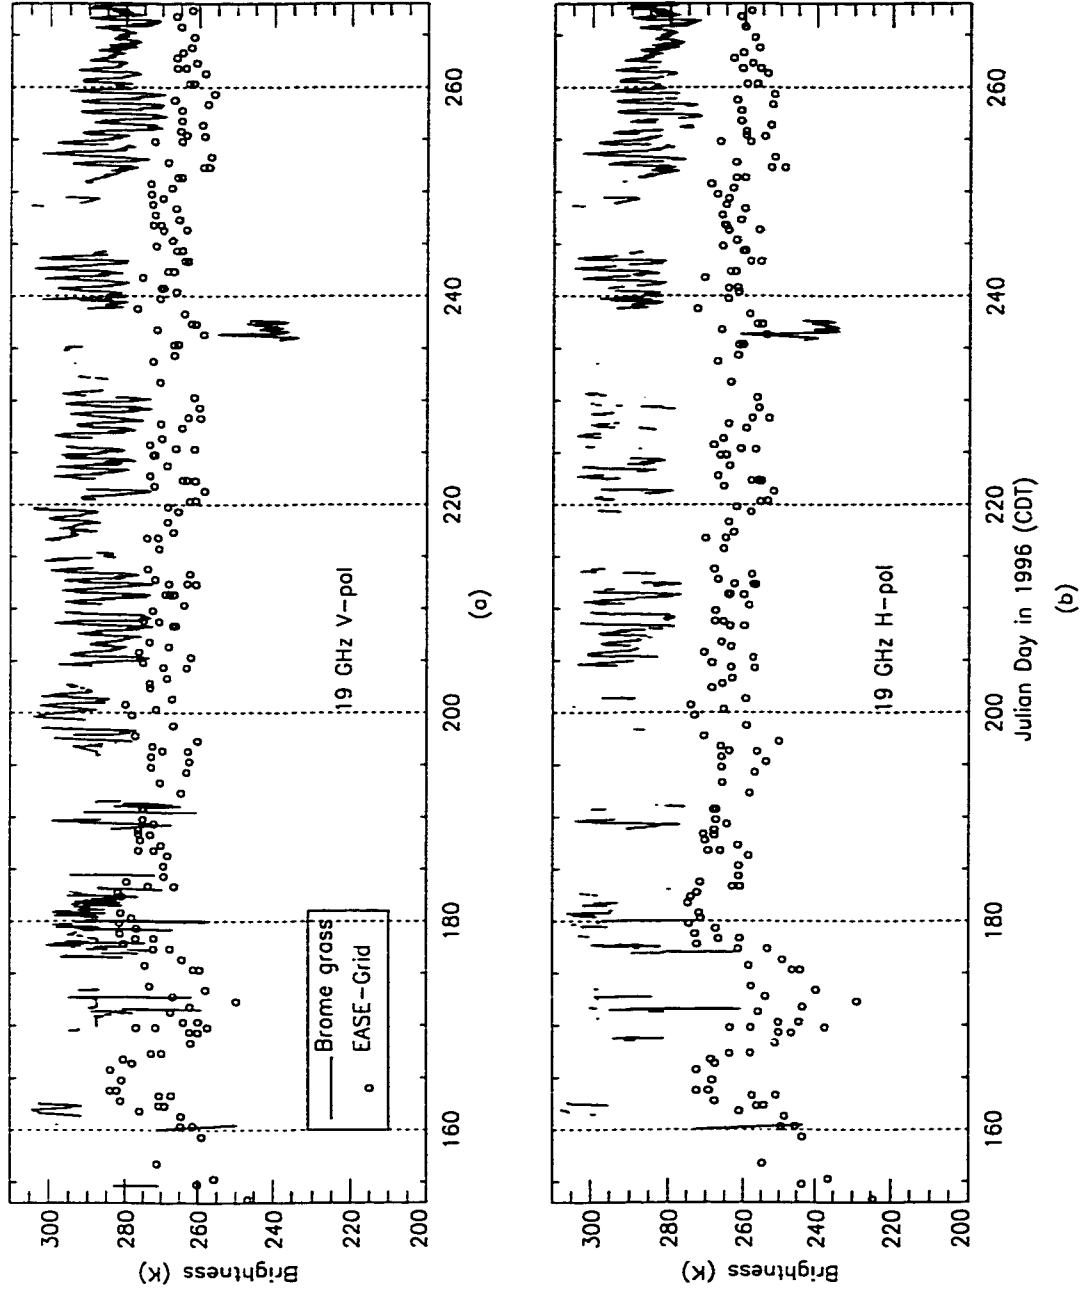 300
280
260
240
220
200
Brightness (K)
Brome grass
EASE-Grid
19 GHz V-pol
160
180
200
220
240
260
(a)
300
280
260
240
220
200
Brightness (K)
19 GHz H-pol
160
180
200
220
240
260
Julian Day in 1996 (CDT)
(b)